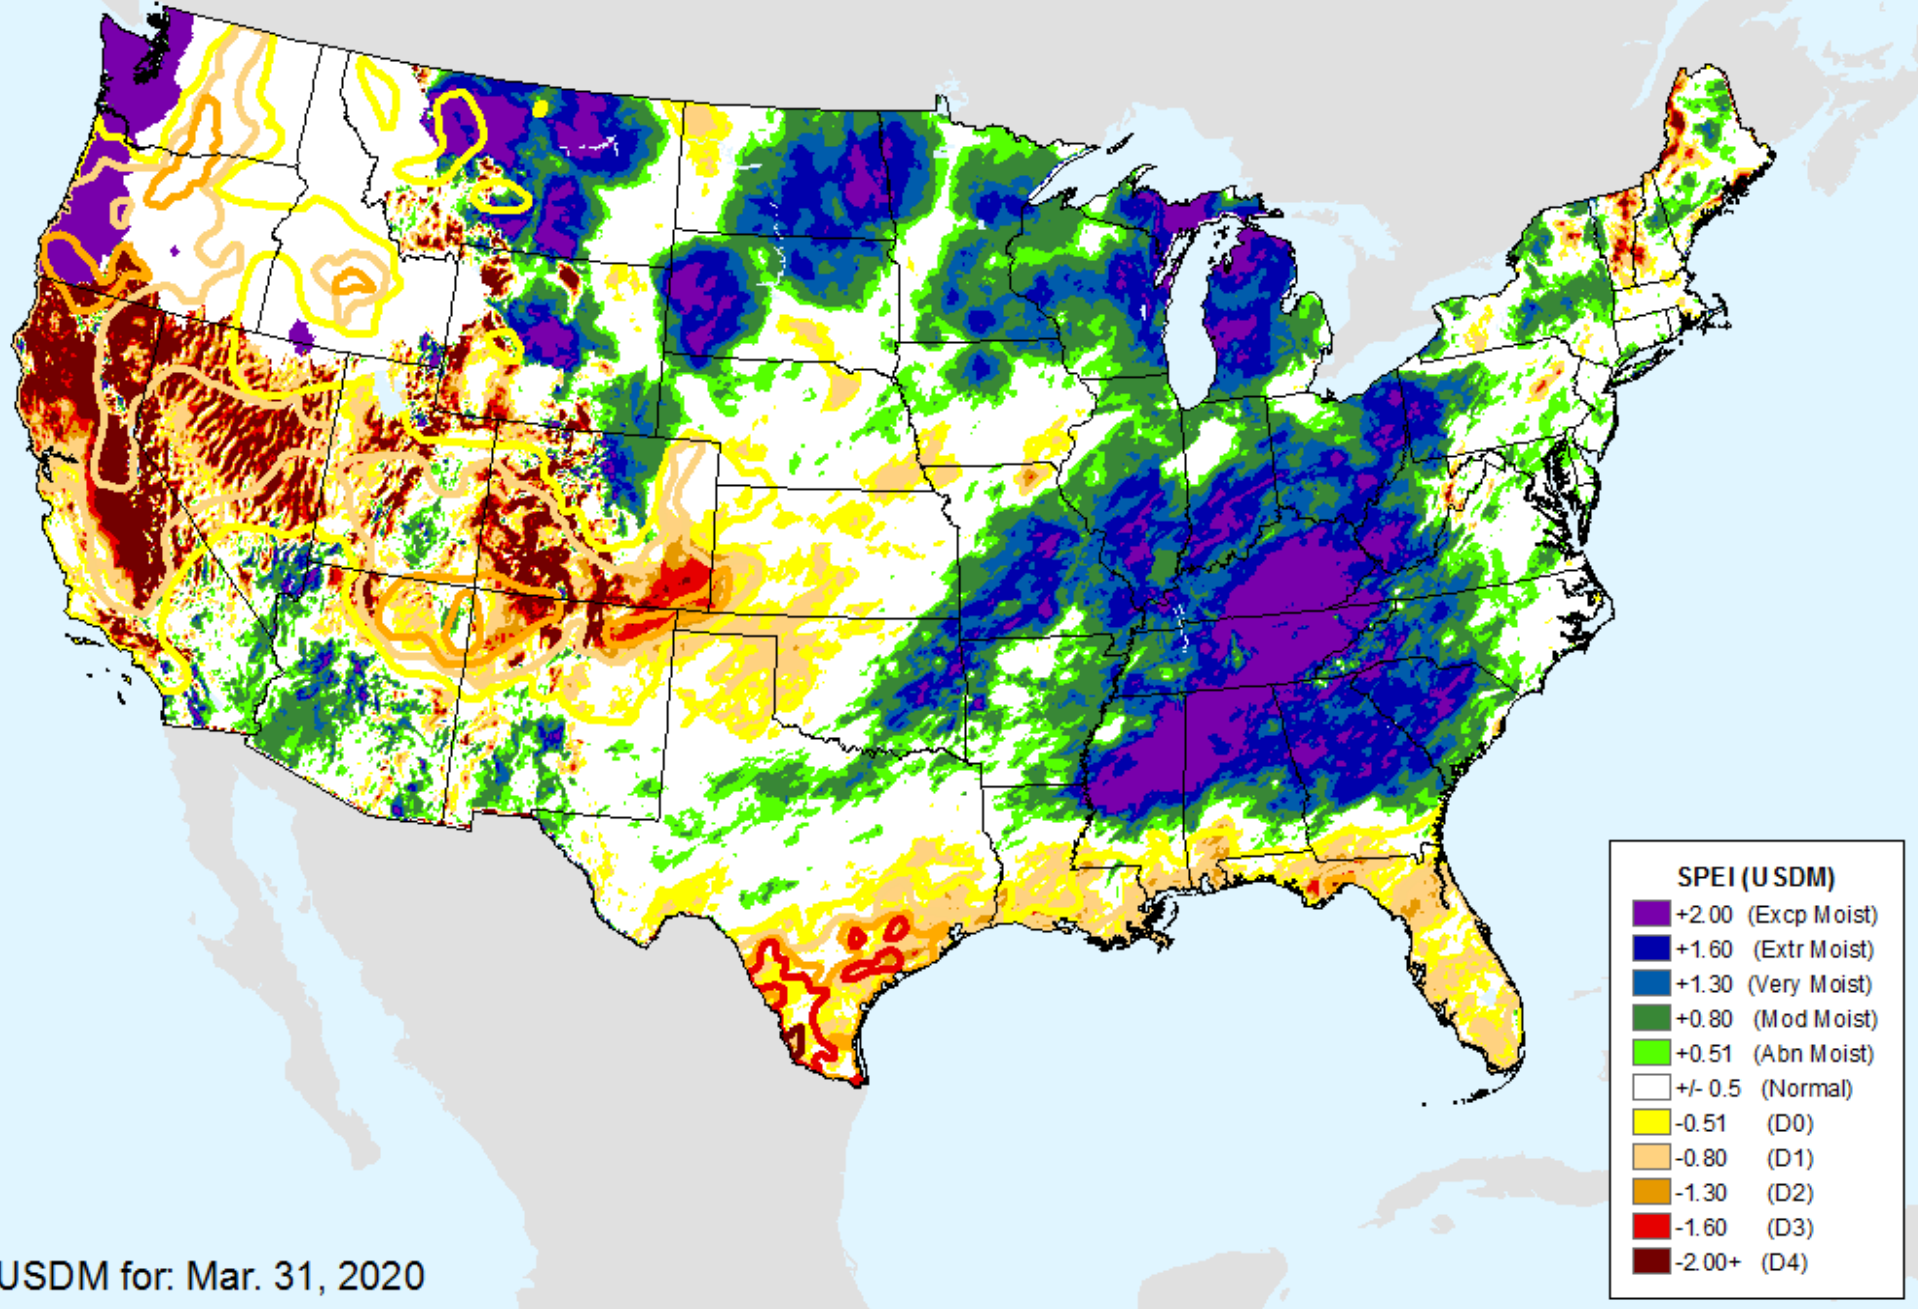 SPEI (USDM)
+2.00 (Excp Moist)
+1.60 (Extr Moist)
+1.30 (Very Moist)
+0.80 (Mod Moist)
+0.51 (Abn Moist)
+/- 0.5 (Normal)
-0.51 (D0)
-0.80 (D1)
-1.30 (D2)
-1.60 (D3)
-2.00+ (D4)
USDM for: Mar. 31, 2020